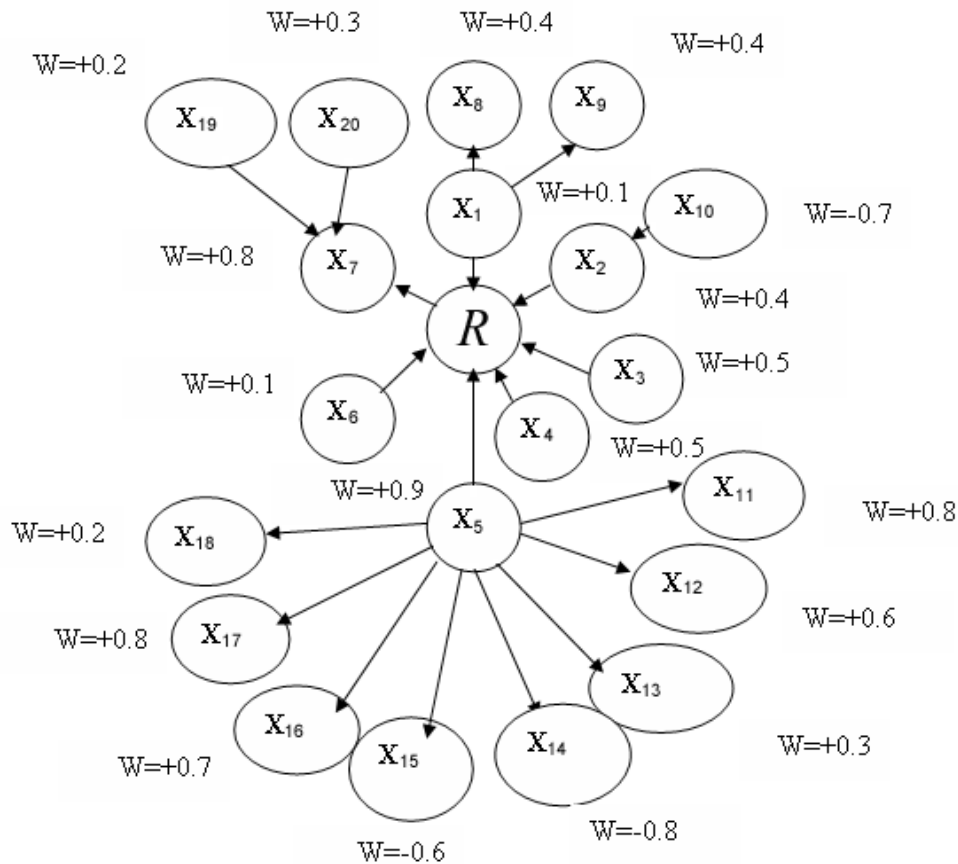 W=+0.3
W=+0.4
W=+0.4
W=+0.2
X₈
X₉
X₁₉
X₂₀
X₁
W=+0.1
X₁₀
W=-0.7
W=+0.8
X₇
X₂
W=+0.4
R
W=+0.1
X₃
W=+0.5
X₆
X₄
W=+0.5
W=+0.9
X₁₁
W=+0.8
X₅
W=+0.2
X₁₈
X₁₂
W=+0.6
W=+0.8
X₁₇
X₁₃
X₁₆
X₁₅
X₁₄
W=+0.3
W=+0.7
W=-0.8
W=-0.6